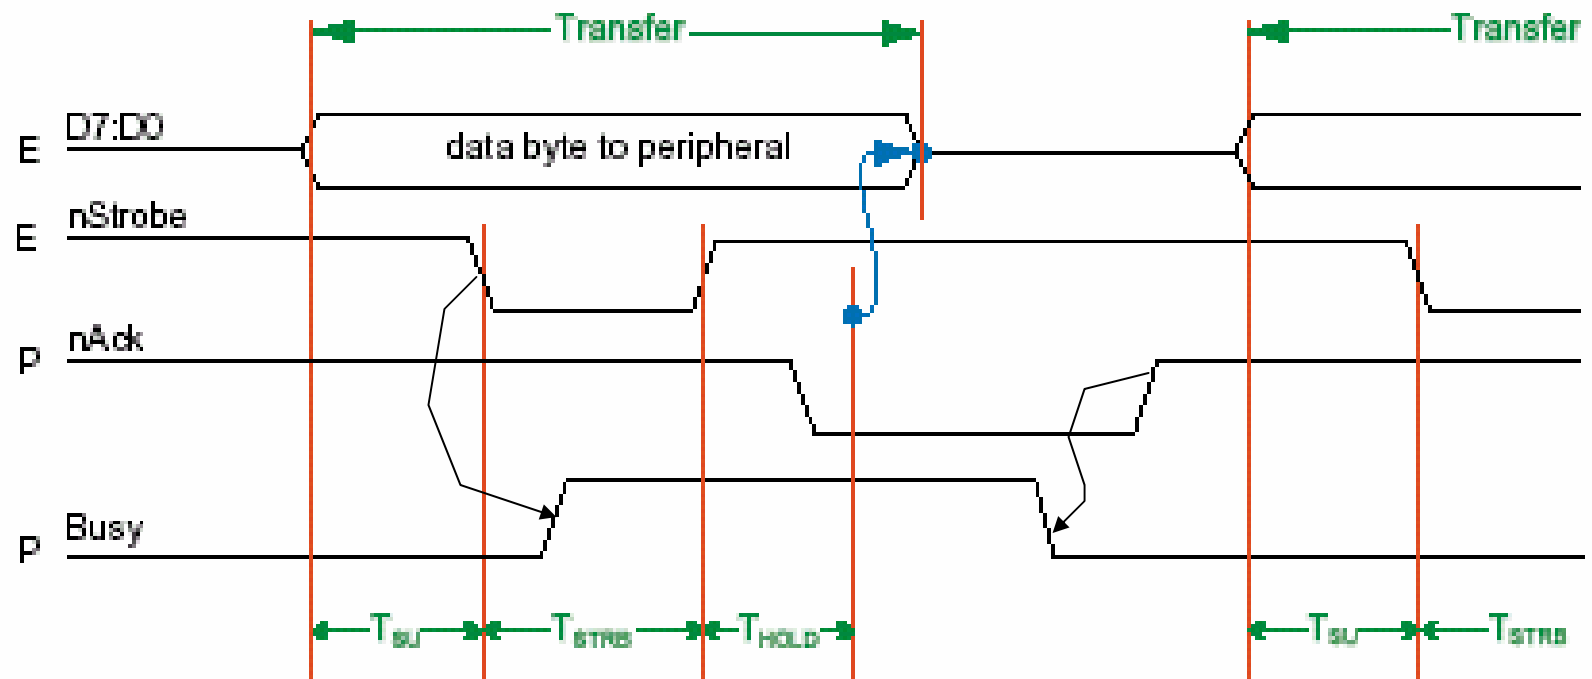 Transfer Transfer
D7:D0
E data byte to peripheral
nStrobe
E
nAck
P
Busy
P
TSU TSTRB THOLD TSU TSTRB